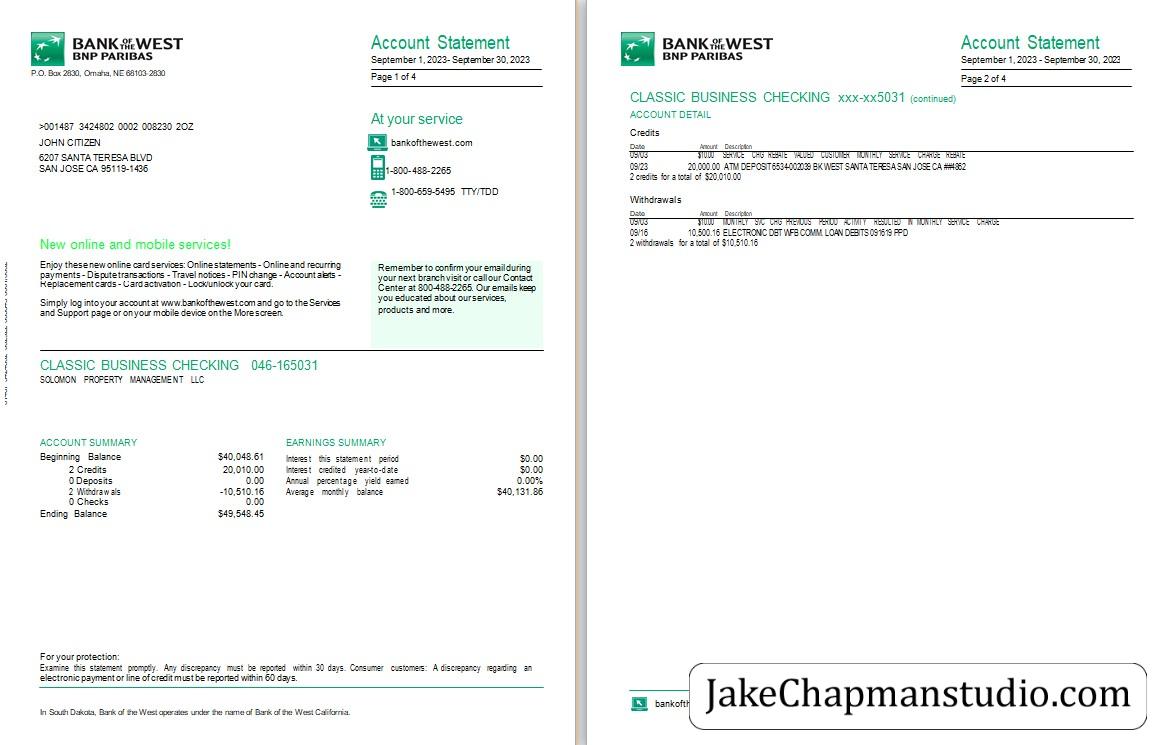 BANK OF THE WEST
BNP PARIBAS
P.O. Box 2830, Omaha, NE 68103-2830
Account Statement
September 1, 2023- September 30, 2023
Page 1 of 4
>001487 3424802 0002 008230 2OZ
JOHN CITIZEN
6207 SANTA TERESA BLVD
SAN JOSE CA 95119-1436
At your service
bankofthewest.com
1-800-488-2265
1-800-659-5495 TTY/TDD
New online and mobile services!
Enjoy these new online card services: Online statements - Online and recurring
payments - Dispute transactions - Travel notices - PIN change - Account alerts -
Replacement cards - Card activation - Lock/unlock your card.
Simply log into your account at www.bankofthewest.com and go to the Services
and Support page or on your mobile device on the More screen.
Remember to confirm your email during
your next branch visit or call our Contact
Center at 800-488-2265. Our emails keep
you educated about our services,
products and more.
CLASSIC BUSINESS CHECKING 046-165031
SOLOMON PROPERTY MANAGEMENT LLC
ACCOUNT SUMMARY
Beginning Balance $40,048.61
2 Credits 20,010.00
0 Deposits 0.00
2 Withdrawals -10,510.16
0 Checks 0.00
Ending Balance $49,548.45
EARNINGS SUMMARY
Interest this statement period $0.00
Interest credited year-to-date $0.00
Annual percentage yield earned 0.00%
Average monthly balance $40,131.86
For your protection:
Examine this statement promptly. Any discrepancy must be reported within 30 days. Consumer customers: A discrepancy regarding an
electronic payment or line of credit must be reported within 60 days.
In South Dakota, Bank of the West operates under the name of Bank of the West California.
BANK OF THE WEST
BNP PARIBAS
Account Statement
September 1, 2023 - September 30, 2023
Page 2 of 4
CLASSIC BUSINESS CHECKING xxx-xx5031 (continued)
ACCOUNT DETAIL
Credits
Date Amount Description
09/03 $10.00 SERVICE CHG REBATE VALUED CUSTOMER MONTHLY SERVICE CHARGE REBATE
09/23 20,000.00 ATM DEPOSIT 6534-002039 BK WEST SANTA TERESA SAN JOSE CA ###862
2 credits for a total of $20,010.00
Withdrawals
Date Amount Description
09/03 $10.00 MONTHLY SVC CHG PREVIOUS PERIOD ACTIVITY RESULTED IN MONTHLY SERVICE CHARGE
09/16 10,500.16 ELECTRONIC DBT WFB COMM. LOAN DEBITS 091619 PPD
2 withdrawals for a total of $10,510.16
bankofth
JakeChapmanstudio.com